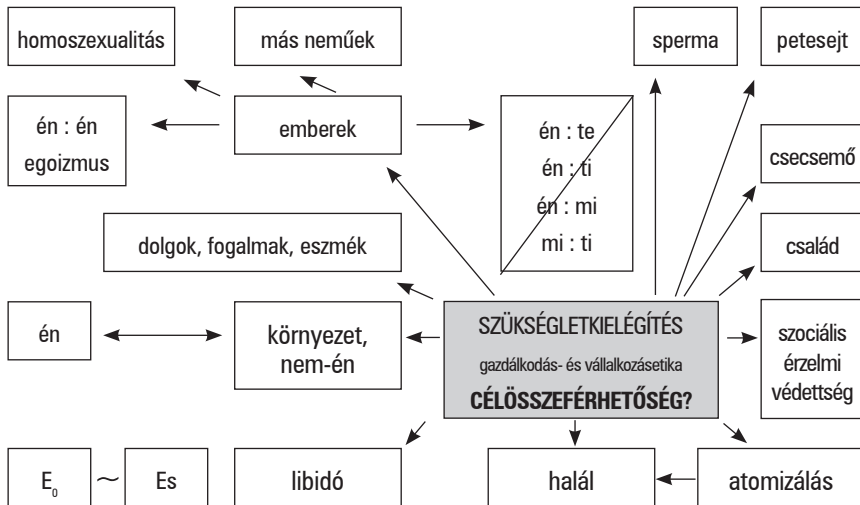 homoszexualitás
más neműek
sperma
petesejt
én : én
egoizmus
emberek
én : te
én : ti
én : mi
mi : ti
csecsemő
dolgok, fogalmak, eszmék
család
én
környezet,
nem-én
SZÜKSÉGLETKIELÉGÍTÉS
gazdálkodás- és vállalkozásetika
CÉLÖSSZEFÉRHETŐSÉG?
szociális
érzelmi
védettség
E₀
~
Es
libidó
halál
atomizálás